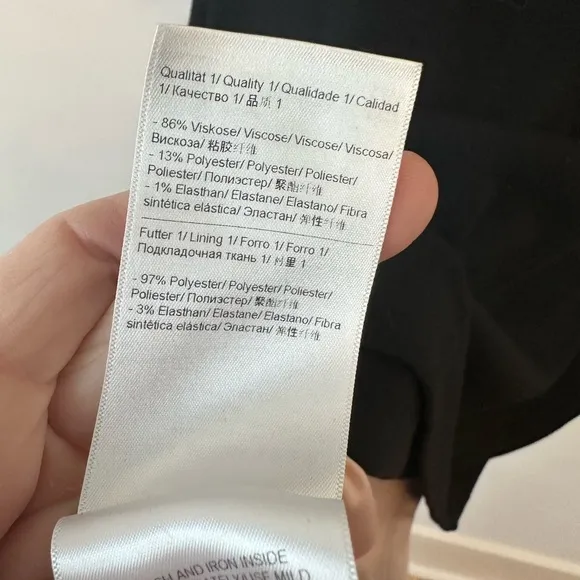 Qualität 1/ Quality 1/ Qualidade 1/ Calidad
1/ Качество 1/ 品质 1
- 86% Viskose/ Viscose/ Viscose/ Viscosa/
Вискоза/ 粘胶纤维
- 13% Polyester/ Polyester/ Poliester/
Poliester/ Полиэстер/ 聚酯纤维
- 1% Elasthan/ Elastane/ Elastano/ Fibra
sintética elástica/ Эластан/ 弹性纤维
Futter 1/ Lining 1/ Forro 1/ Forro 1/
Подкладочная ткань 1/ 衬里 1
- 97% Polyester/ Polyester/ Poliester/
Poliester/ Полиэстер/ 聚酯纤维
- 3% Elasthan/ Elastane/ Elastano/ Fibra
sintética elástica/ Эластан/ 弹性纤维
AND IRON INSIDE
USE MILD